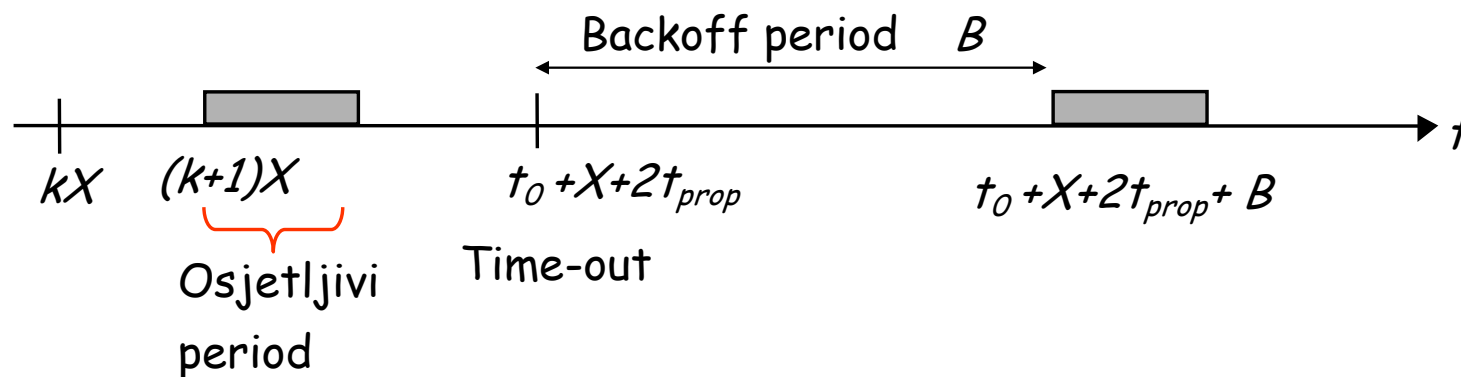 Backoff period B
t
kX
(k+1)X
t₀ +X+2tₚᵣₒₚ
t₀ +X+2tₚᵣₒₚ+ B
Osjetljivi
period
Time-out